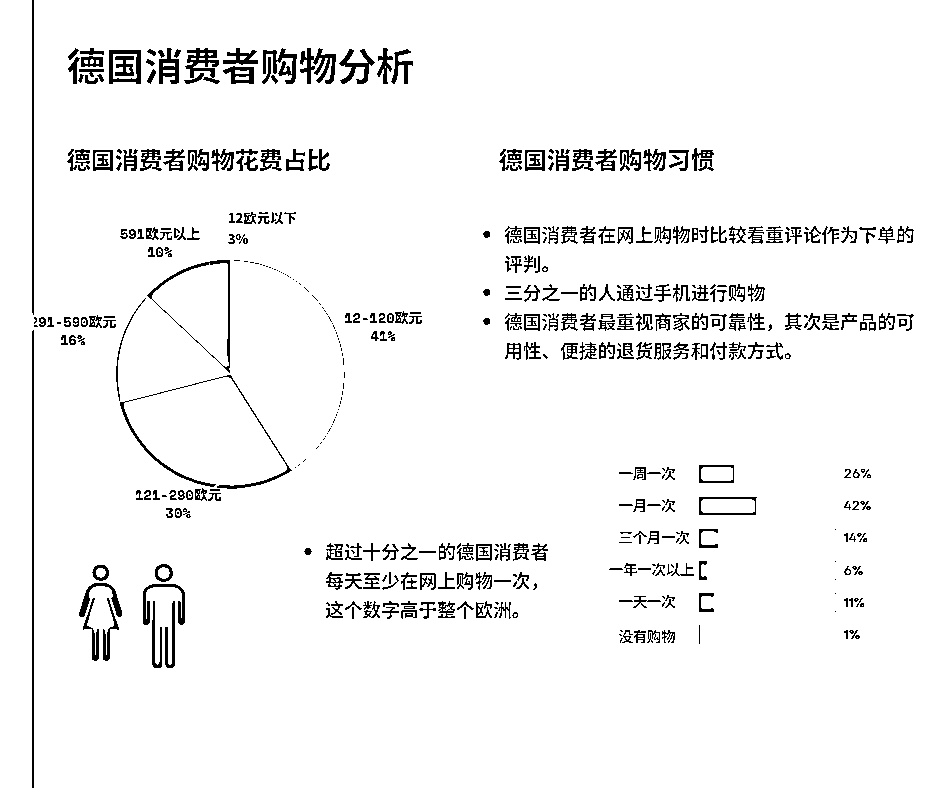 德国消费者购物分析
德国消费者购物花费占比
12欧元以下
3%
591欧元以上
10%
291-590欧元
16%
12-120欧元
41%
121-290欧元
30%
超过十分之一的德国消费者
每天至少在网上购物一次，
这个数字高于整个欧洲。
德国消费者购物习惯
德国消费者在网上购物时比较看重评论作为下单的
评判。
三分之一的人通过手机进行购物
德国消费者最重视商家的可靠性，其次是产品的可
用性、便捷的退货服务和付款方式。
一周一次 26%
一月一次 42%
三个月一次 14%
一年一次以上 6%
一天一次 11%
没有购物 1%